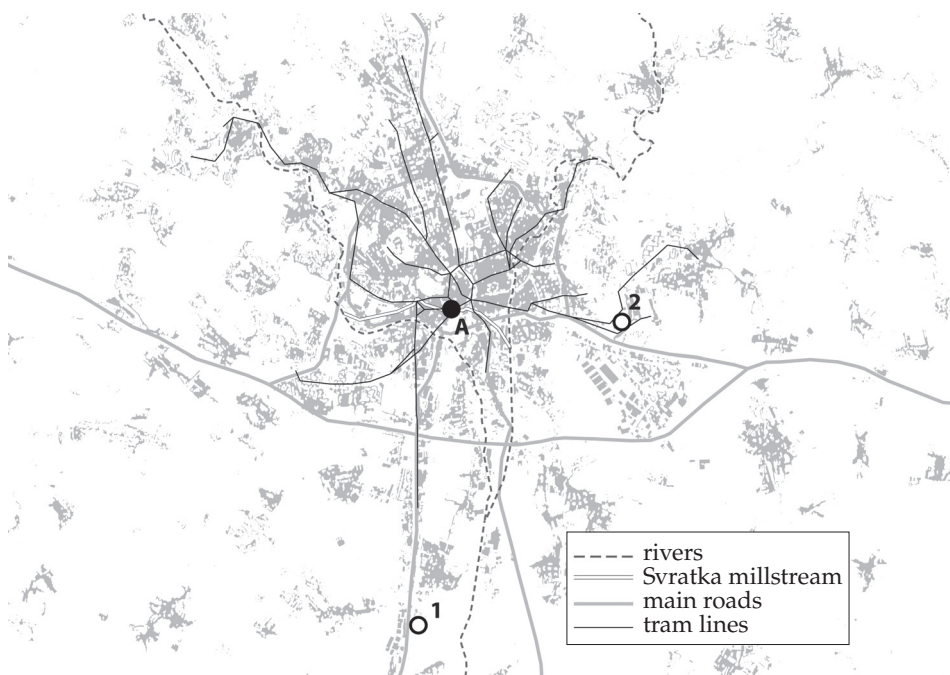 2
A
rivers
Svratka millstream
main roads
tram lines
1